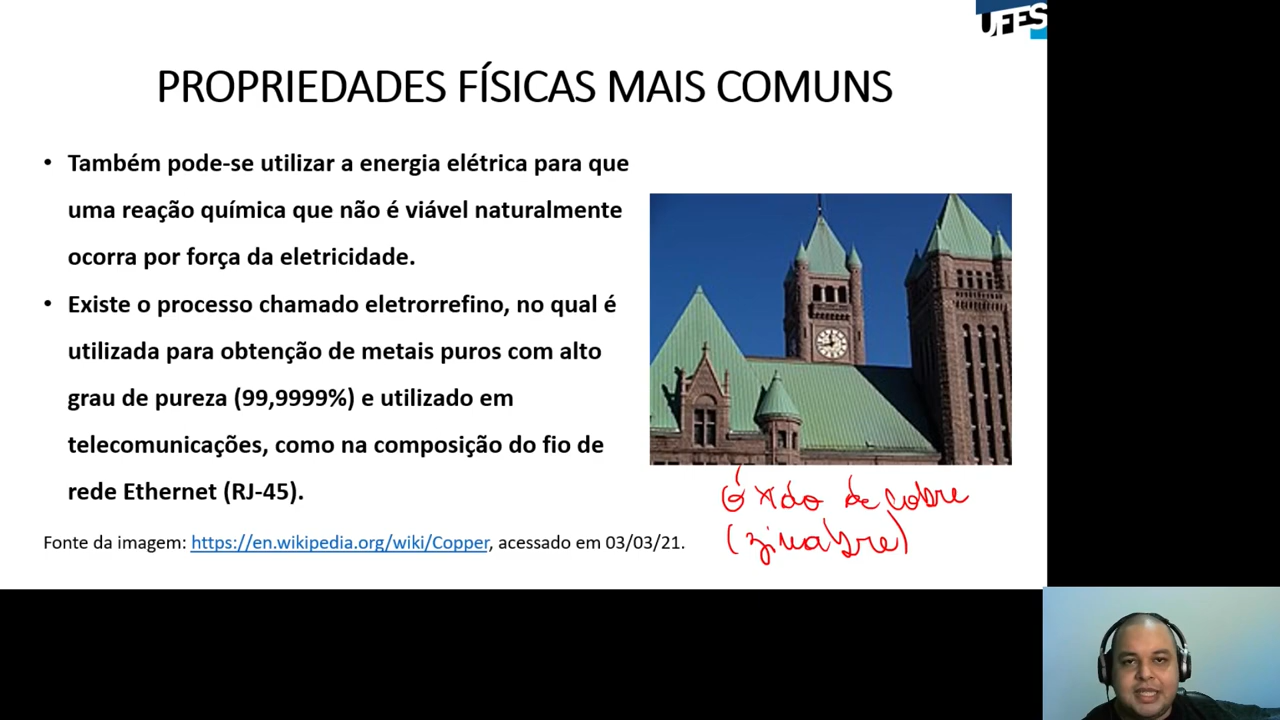 UFES
PROPRIEDADES FÍSICAS MAIS COMUNS
• Também pode-se utilizar a energia elétrica para que
uma reação química que não é viável naturalmente
ocorra por força da eletricidade.
• Existe o processo chamado eletrorrefino, no qual é
utilizada para obtenção de metais puros com alto
grau de pureza (99,9999%) e utilizado em
telecomunicações, como na composição do fio de
rede Ethernet (RJ-45).
óxido de cobre
(zinabre)
Fonte da imagem: https://en.wikipedia.org/wiki/Copper, acessado em 03/03/21.